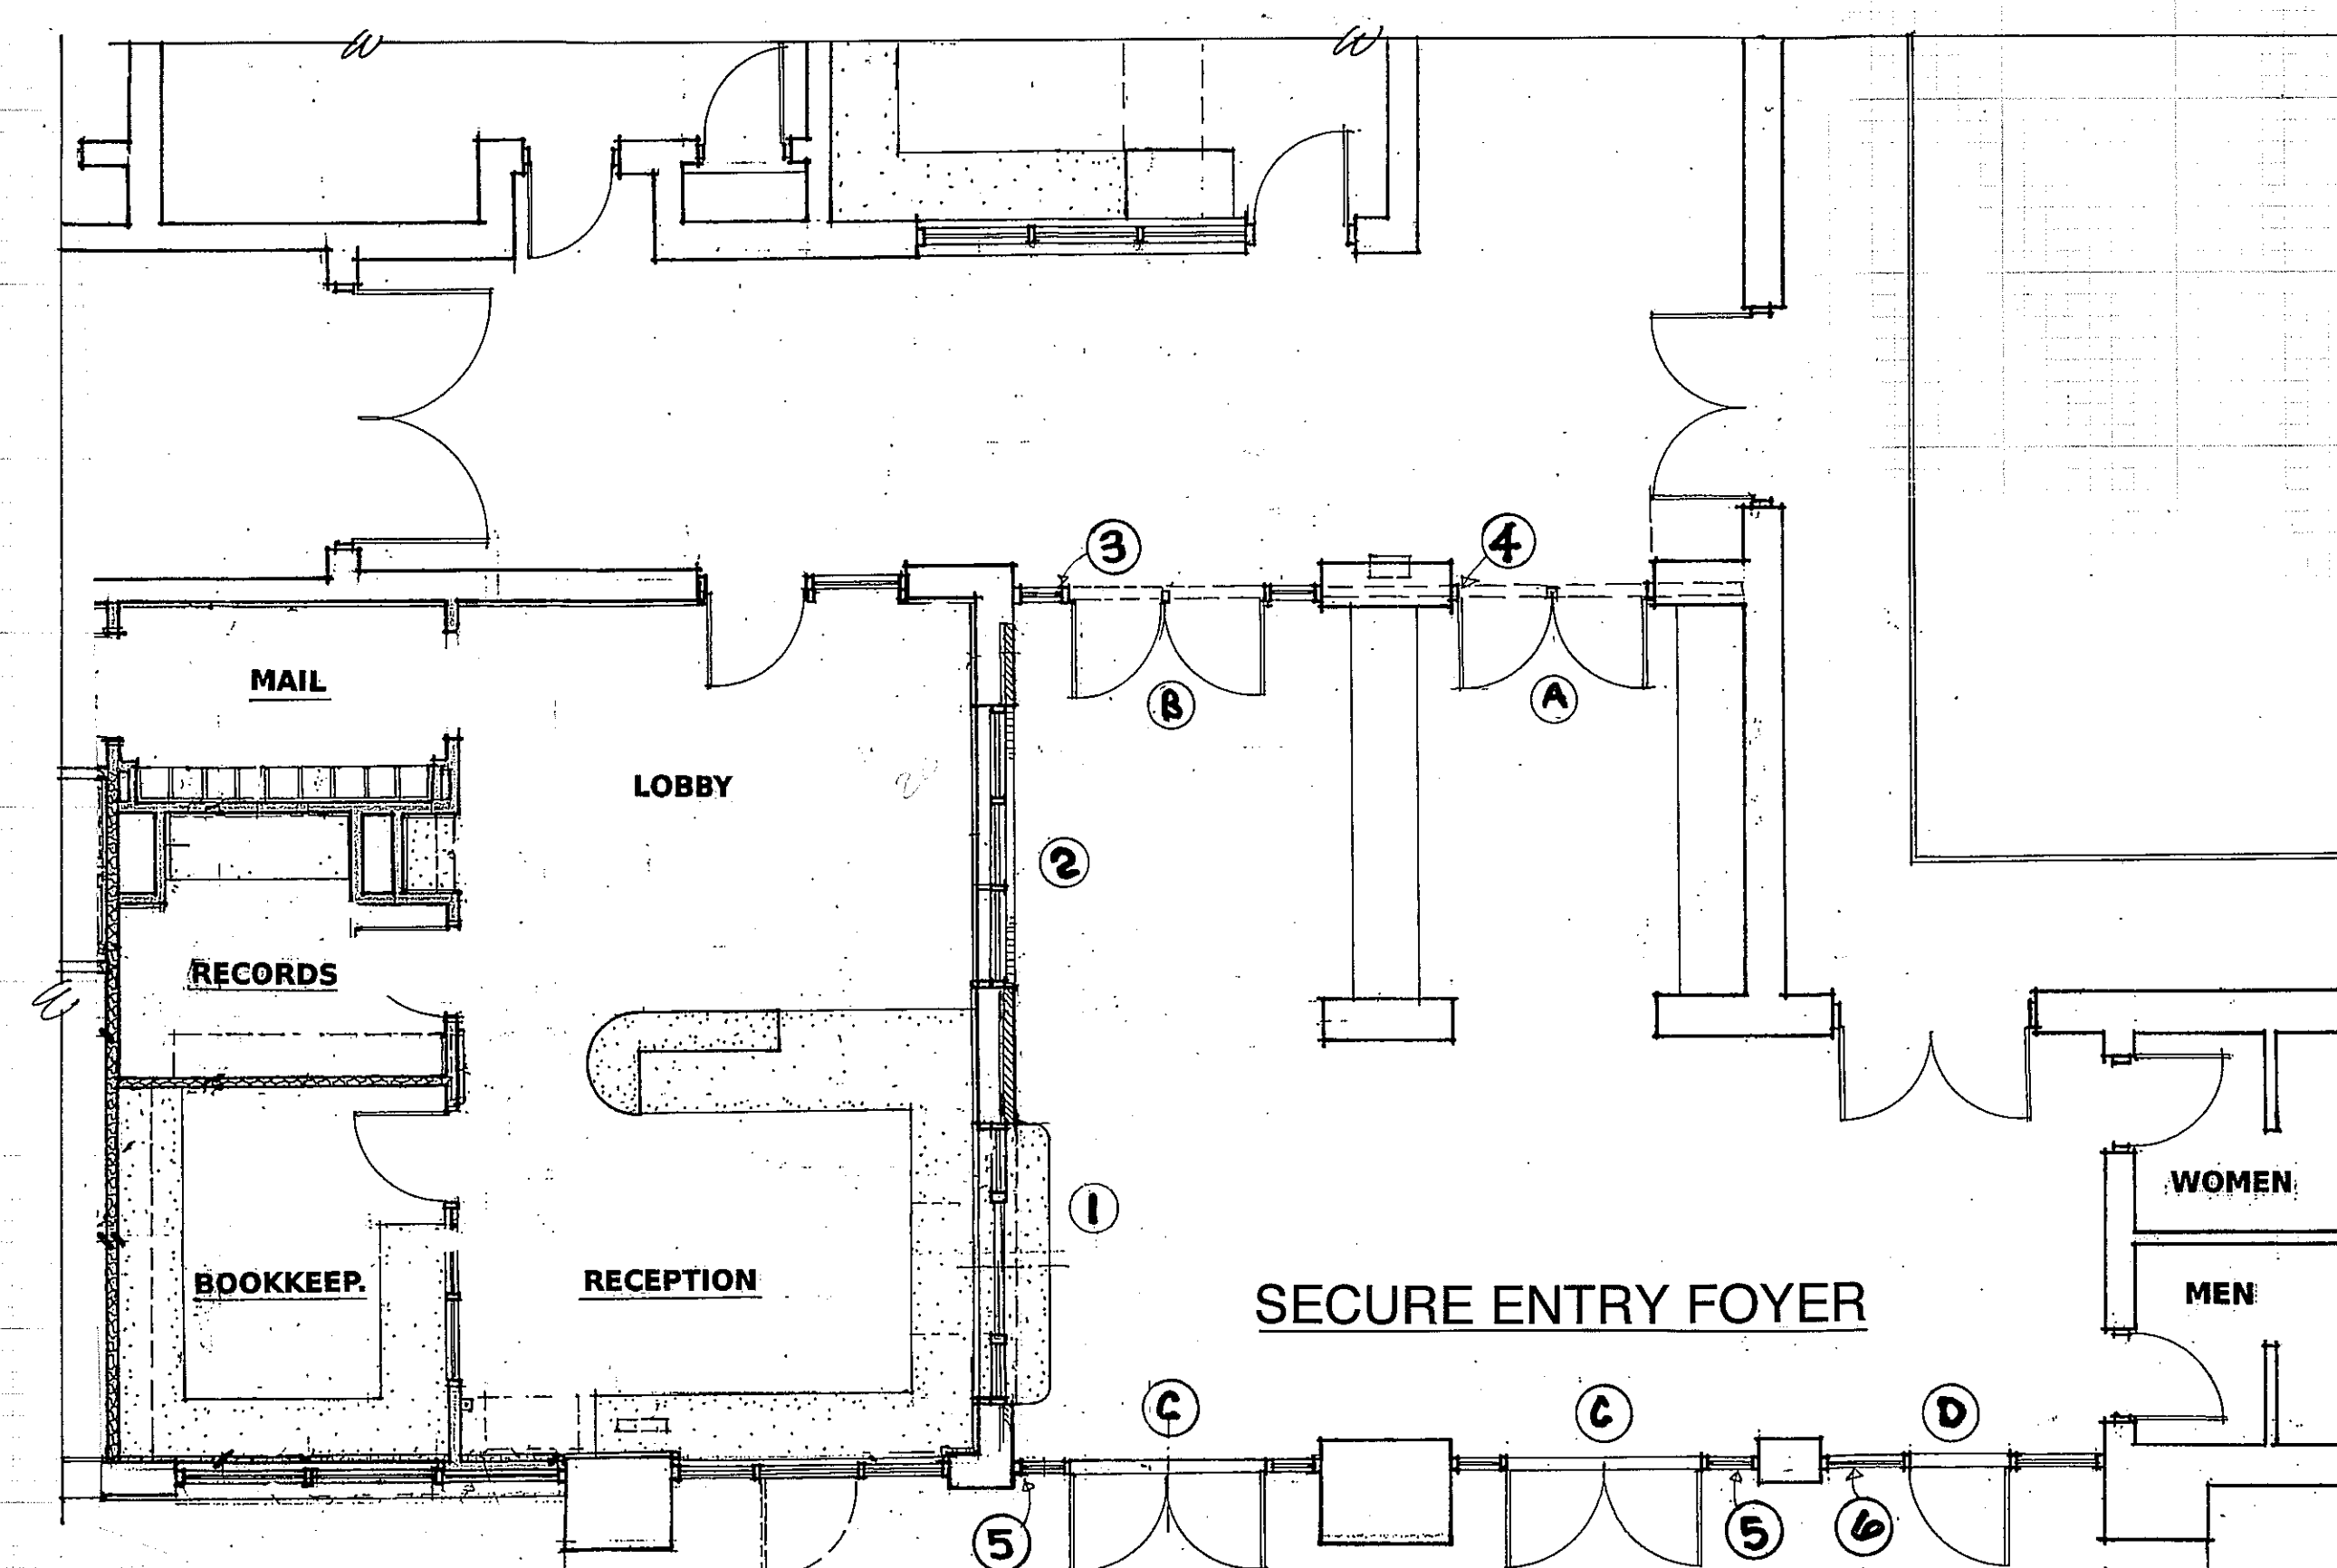 3
4
MAIL
B
A
LOBBY
2
RECORDS
WOMEN
1
BOOKKEEP.
RECEPTION
SECURE ENTRY FOYER
MEN
C
C
D
5
5
6